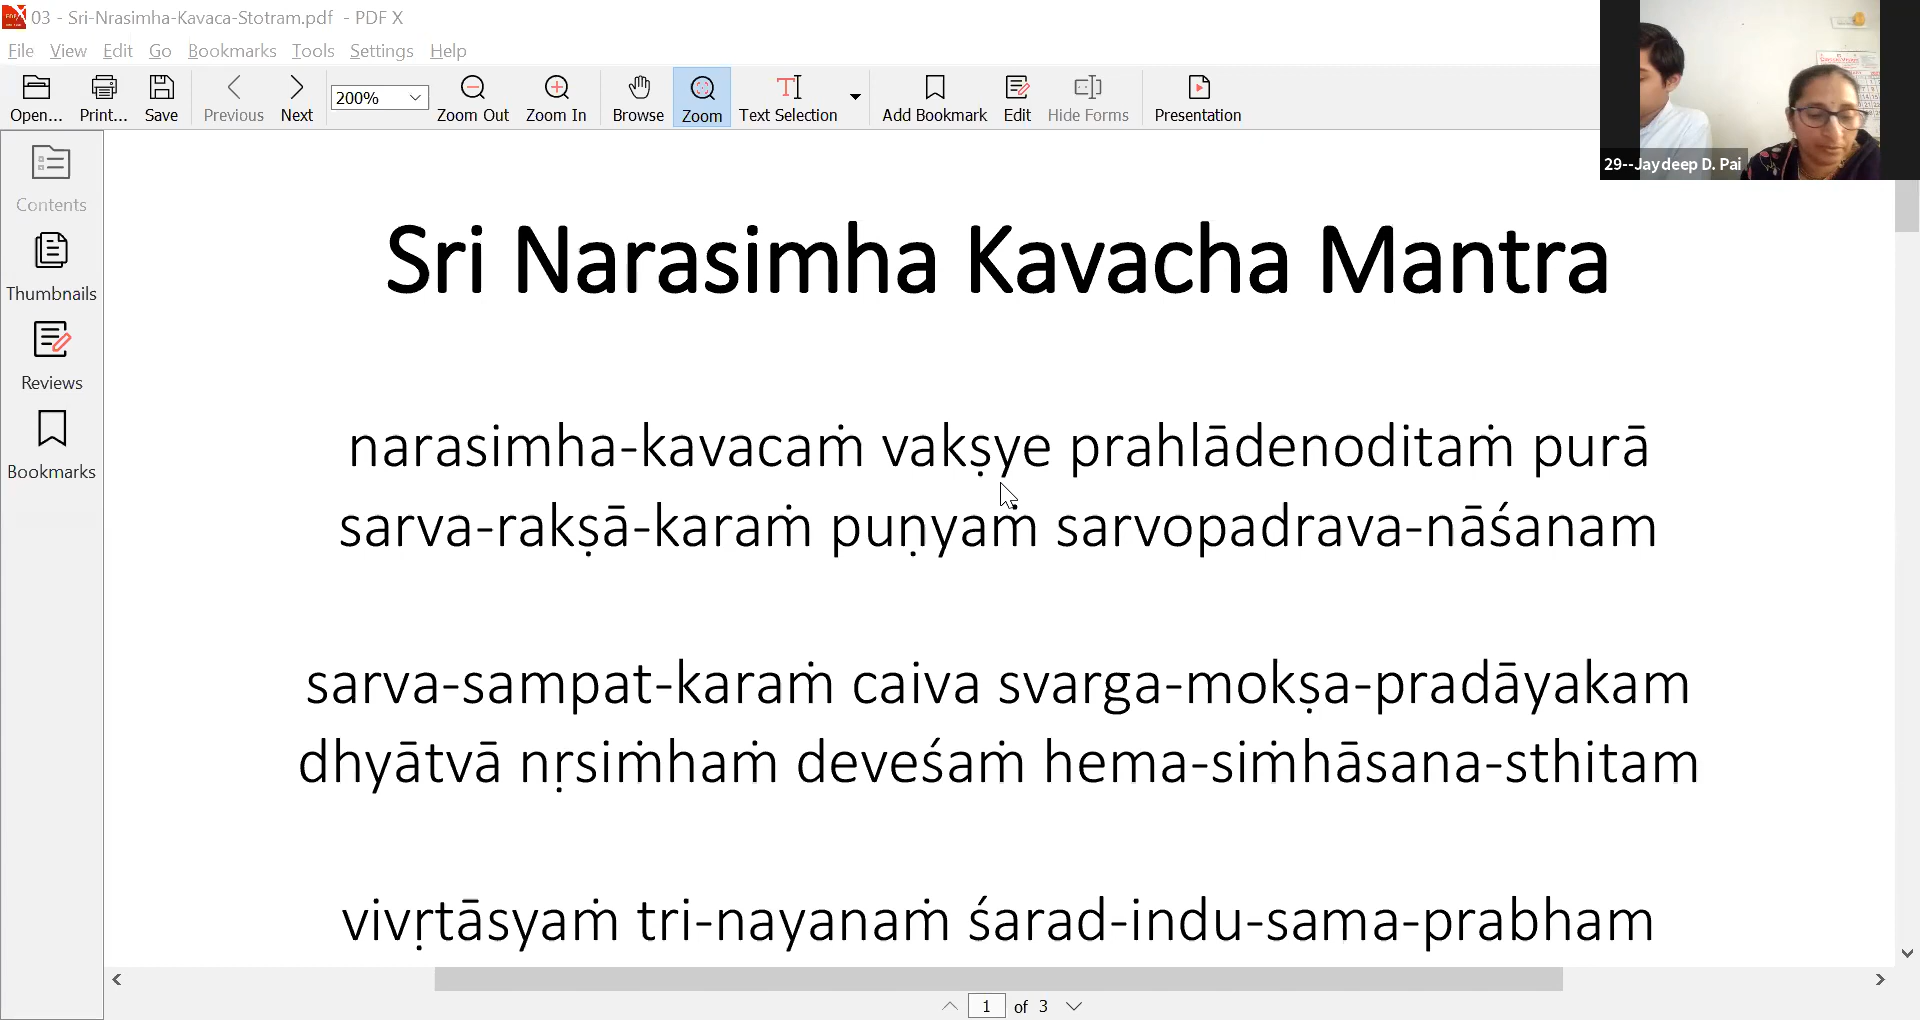 03 - Sri-Nrasimha-Kavaca-Stotram.pdf - PDF X
File View Edit Go Bookmarks Tools Settings Help
Open... Print... Save Previous Next 200% Zoom Out Zoom In Browse Zoom Text Selection Add Bookmark Edit Hide Forms Presentation
29--Jaydeep D. Pai
Contents
Thumbnails
Reviews
Bookmarks
Sri Narasimha Kavacha Mantra
narasimha-kavacaṁ vakṣye prahlādenoditaṁ purā
sarva-rakṣā-karaṁ puṇyaṁ sarvopadrava-nāśanam
sarva-sampat-karaṁ caiva svarga-mokṣa-pradāyakam
dhyātvā nṛsiṁhaṁ deveśaṁ hema-siṁhāsana-sthitam
vivṛtāsyaṁ tri-nayanaṁ śarad-indu-sama-prabham
1 of 3